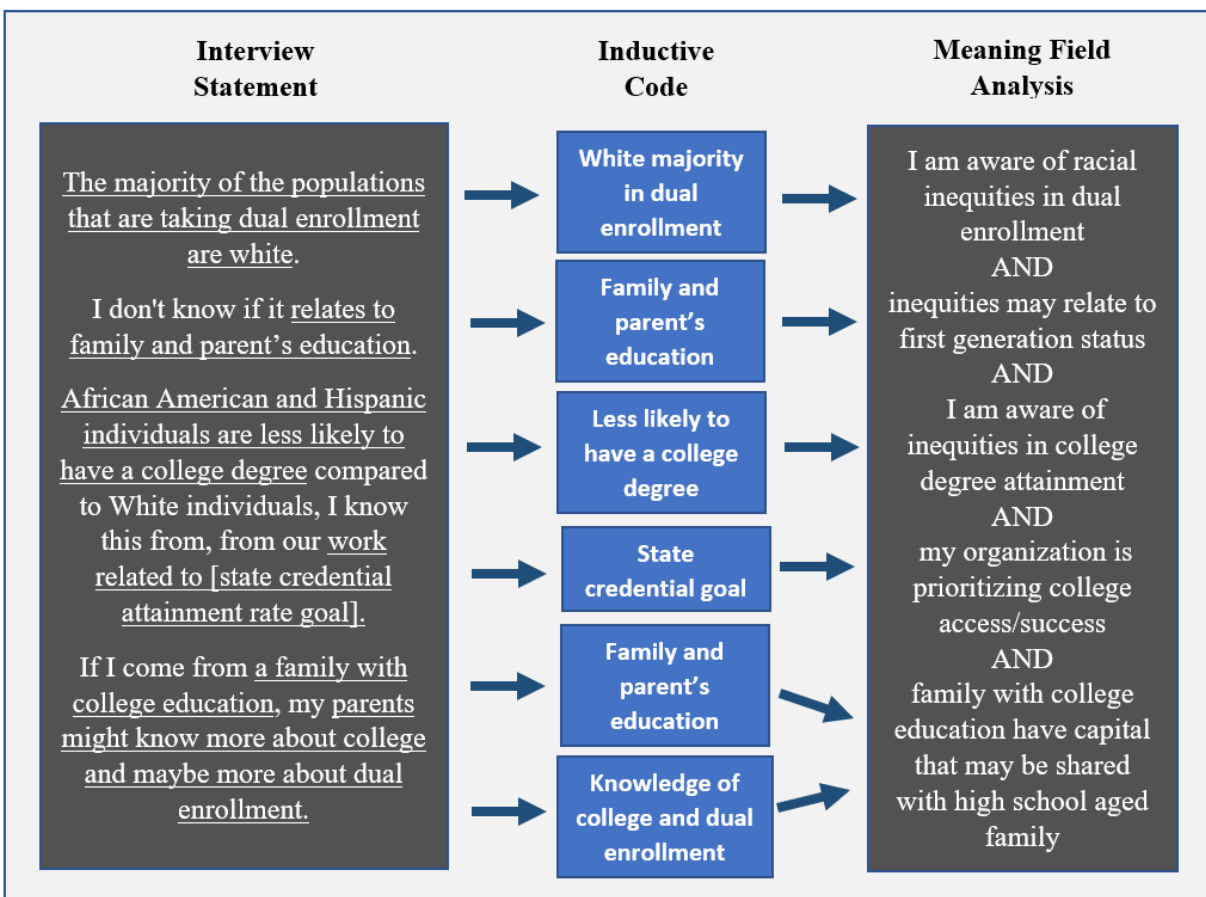 Interview
Statement
Inductive
Code
Meaning Field
Analysis
The majority of the populations
that are taking dual enrollment
are white.
I don't know if it relates to
family and parent’s education.
African American and Hispanic
individuals are less likely to
have a college degree compared
to White individuals, I know
this from, from our work
related to [state credential
attainment rate goal].
If I come from a family with
college education, my parents
might know more about college
and maybe more about dual
enrollment.
White majority
in dual
enrollment
Family and
parent’s
education
Less likely to
have a college
degree
State
credential goal
Family and
parent’s
education
Knowledge of
college and dual
enrollment
I am aware of racial
inequities in dual
enrollment
AND
inequities may relate to
first generation status
AND
I am aware of
inequities in college
degree attainment
AND
my organization is
prioritizing college
access/success
AND
family with college
education have capital
that may be shared
with high school aged
family